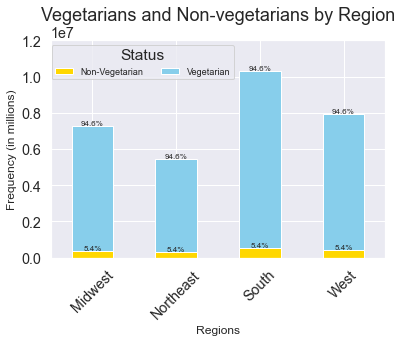 Vegetarians and Non-vegetarians by Region
1e7
Status
Non-Vegetarian Vegetarian
Frequency (in millions)
1.2
1.0
0.8
0.6
0.4
0.2
0.0
94.6% 94.6% 94.6% 94.6%
5.4% 5.4% 5.4% 5.4%
Midwest Northeast South West
Regions